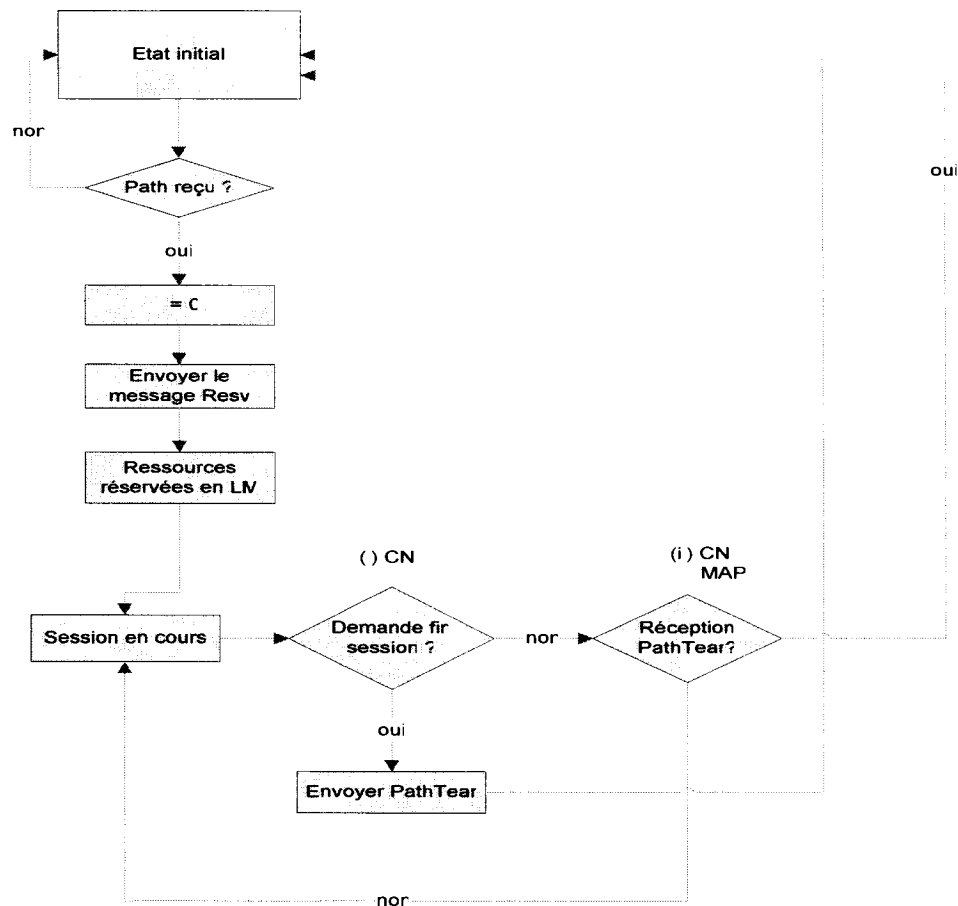 Etat initial
nor
oui
Path reçu ?
oui
= C
Envoyer le
message Resv
Ressources
réservées en LIV
( ) CN
(i) CN
MAP
Session en cours
Demande fir
session ?
nor
Réception
PathTear?
oui
Envoyer PathTear
nor